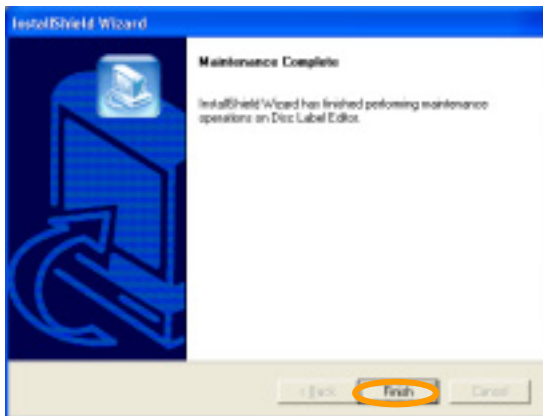 InstallShield Wizard
Maintenance Complete
InstallShield Wizard has finished performing maintenance
operations on Disc Label Editor.
< Back Finish Cancel